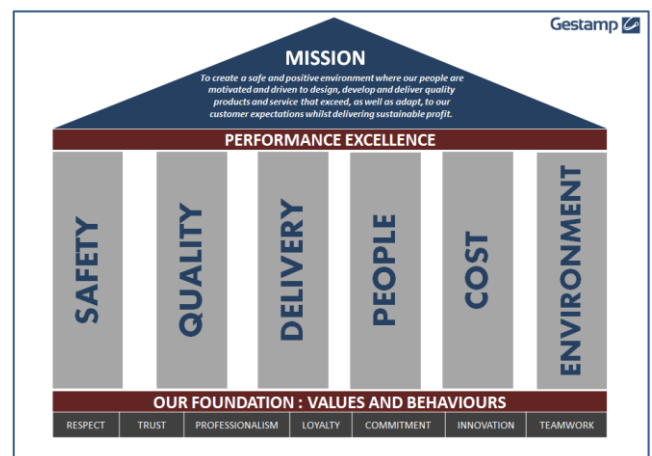 Gestamp
MISSION
To create a safe and positive environment where our people are
motivated and driven to design, develop and deliver quality
products and service that exceed, as well as adapt, to our
customer expectations whilst delivering sustainable profit.
PERFORMANCE EXCELLENCE
SAFETY
QUALITY
DELIVERY
PEOPLE
COST
ENVIRONMENT
OUR FOUNDATION : VALUES AND BEHAVIOURS
RESPECT TRUST PROFESSIONALISM LOYALTY COMMITMENT INNOVATION TEAMWORK